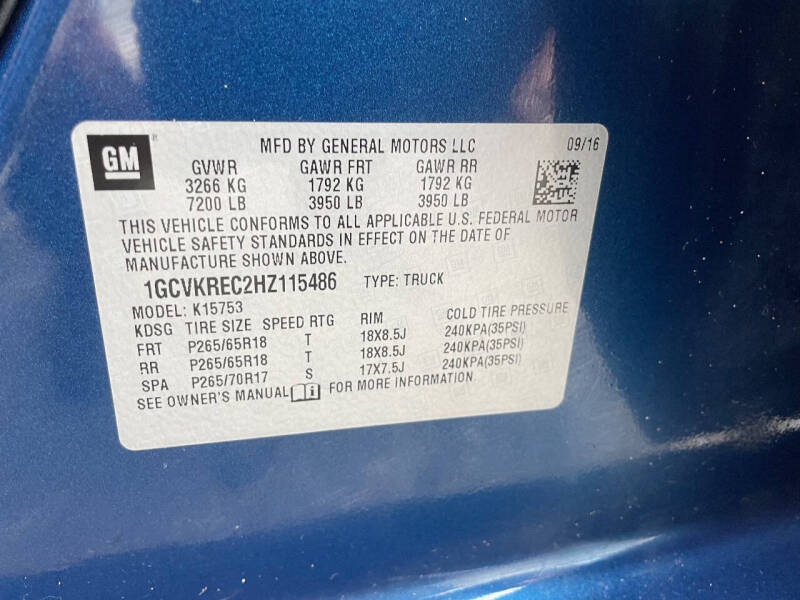 GM
MFD BY GENERAL MOTORS LLC 09/16
GVWR GAWR FRT GAWR RR
3266 KG 1792 KG 1792 KG
7200 LB 3950 LB 3950 LB
THIS VEHICLE CONFORMS TO ALL APPLICABLE U.S. FEDERAL MOTOR
VEHICLE SAFETY STANDARDS IN EFFECT ON THE DATE OF
MANUFACTURE SHOWN ABOVE.
1GCVKREC2HZ115486 TYPE: TRUCK
MODEL: K15753
KDSG TIRE SIZE SPEED RTG RIM COLD TIRE PRESSURE
FRT P265/65R18 T 18X8.5J 240KPA(35PSI)
RR P265/65R18 T 18X8.5J 240KPA(35PSI)
SPA P265/70R17 S 17X7.5J 240KPA(35PSI)
SEE OWNER'S MANUAL i FOR MORE INFORMATION